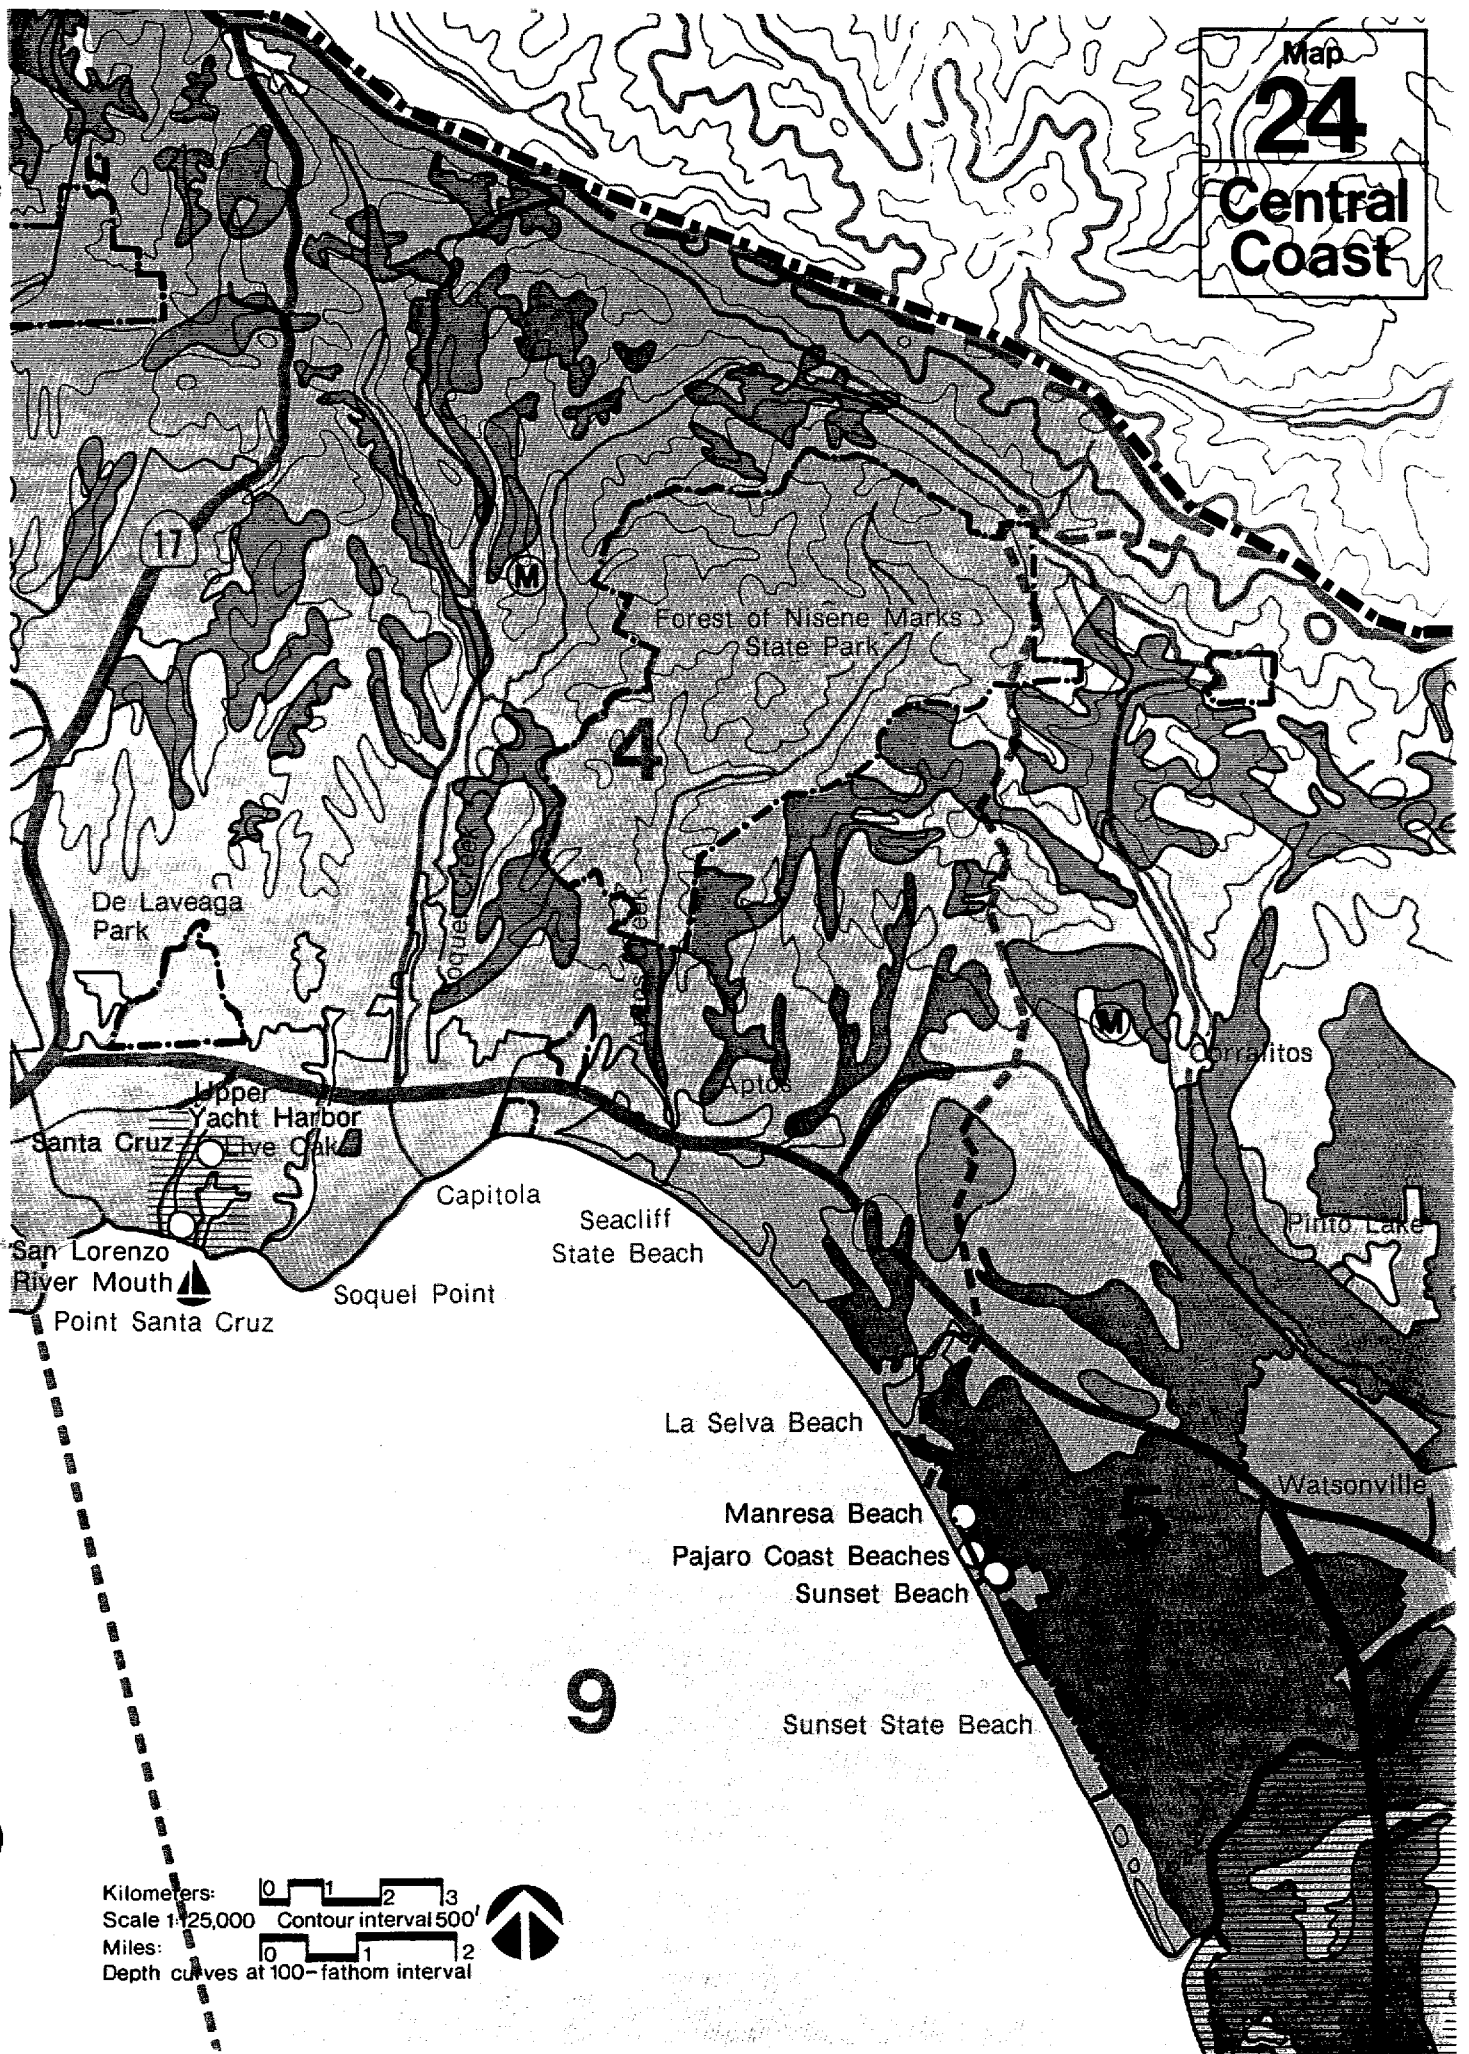 Map
24
Central
Coast
17
M
Forest of Nisene Marks
State Park
4
De Laveaga
Park
Soquel Creek
Aptos Creek
M
Corralitos
Aptos
Upper
Yacht Harbor
Santa Cruz
Live Oak
Capitola
Seacliff
State Beach
Pinto Lake
San Lorenzo
River Mouth
Soquel Point
Point Santa Cruz
La Selva Beach
Watsonville
Manresa Beach
5
Pajaro Coast Beaches
Sunset Beach
9
Sunset State Beach
Kilometers: 0 1 2 3
Scale 1:125,000 Contour interval 500'
Miles: 0 1 2
Depth curves at 100-fathom interval